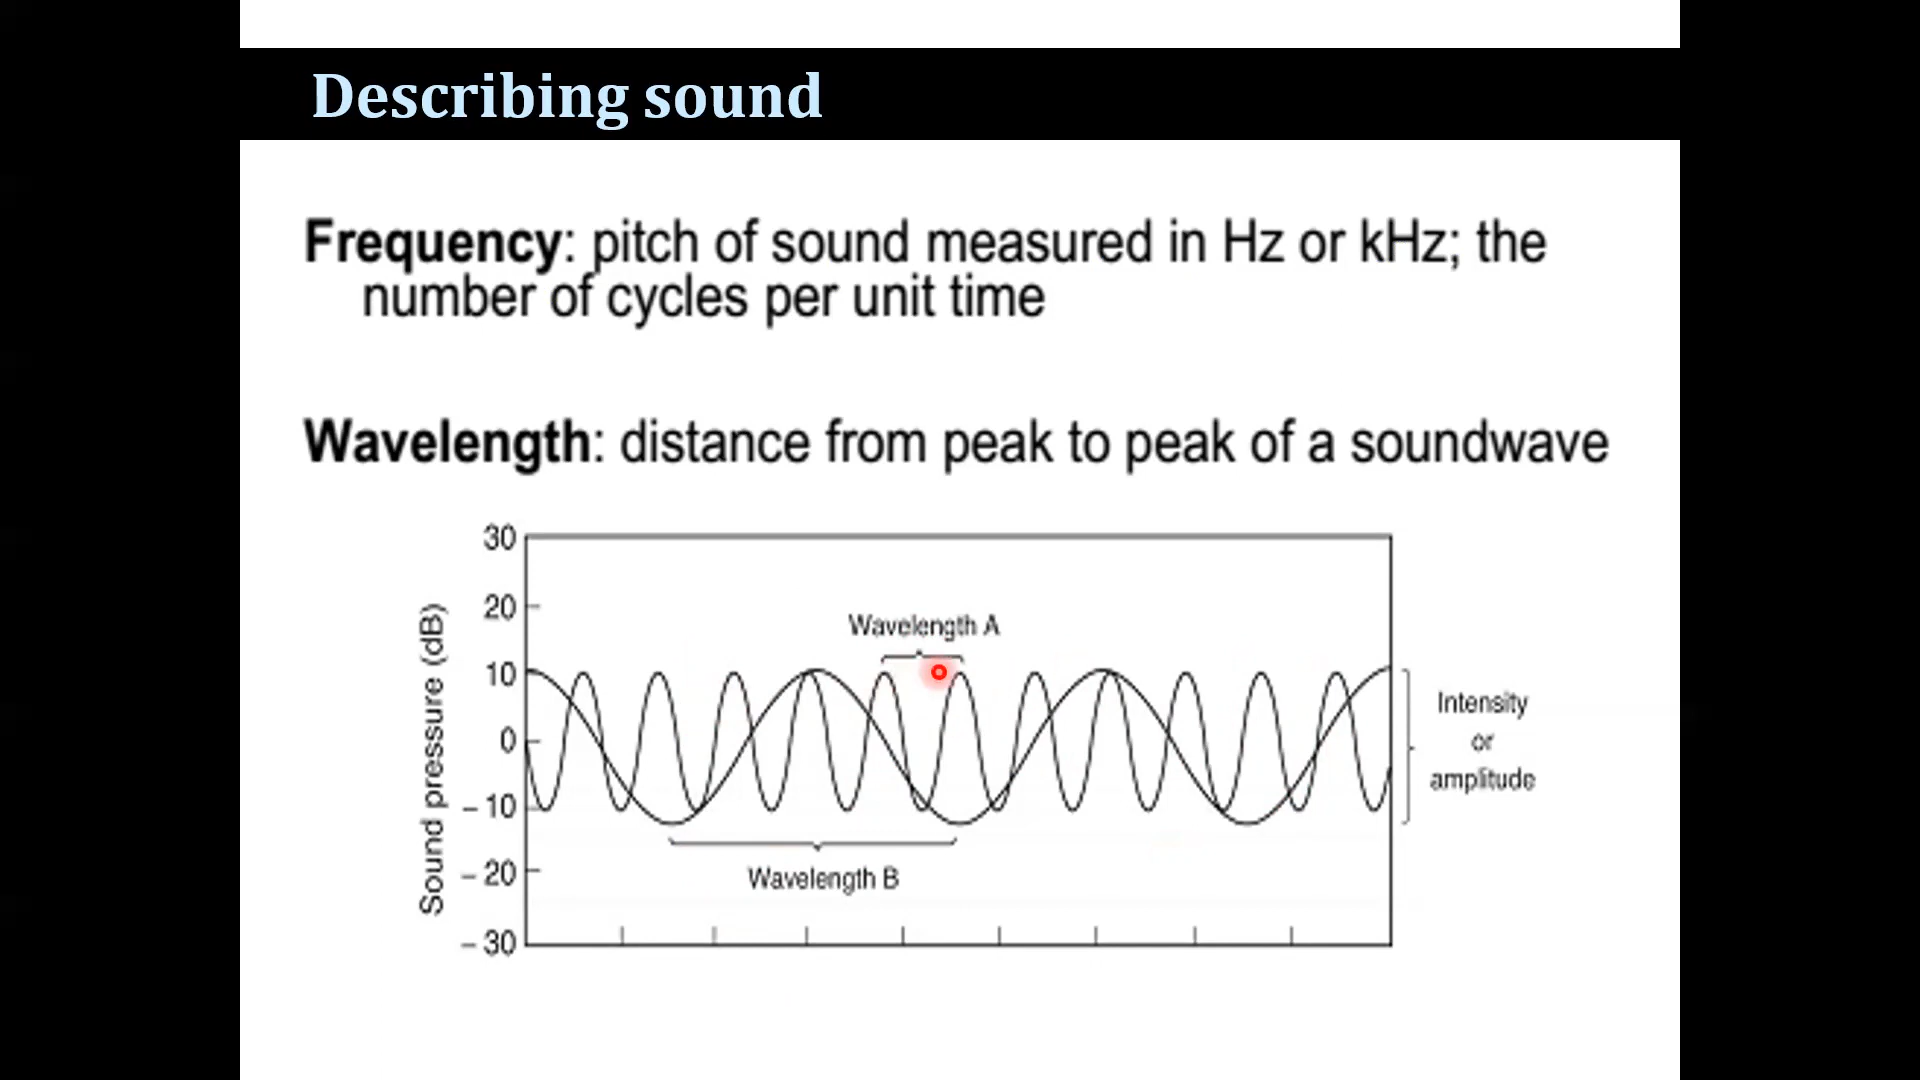 Describing sound
Frequency: pitch of sound measured in Hz or kHz; the
number of cycles per unit time
Wavelength: distance from peak to peak of a soundwave
30
20
10
0
– 10
– 20
– 30
Sound pressure (dB)
Wavelength A
Wavelength B
Intensity
or
amplitude